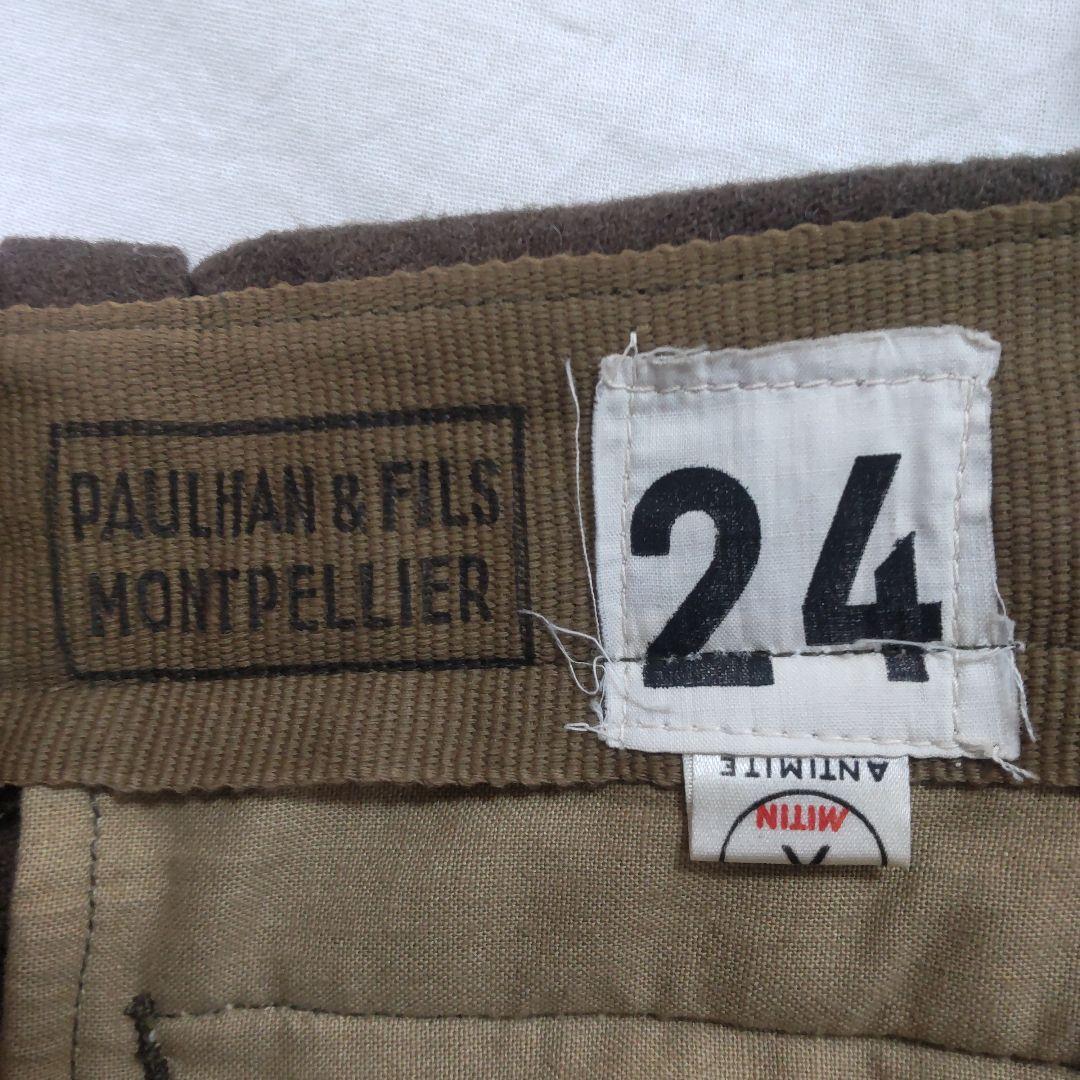 PAULHAN & FILS
MONTPELLIER
24
ANTIMITE
MITIN